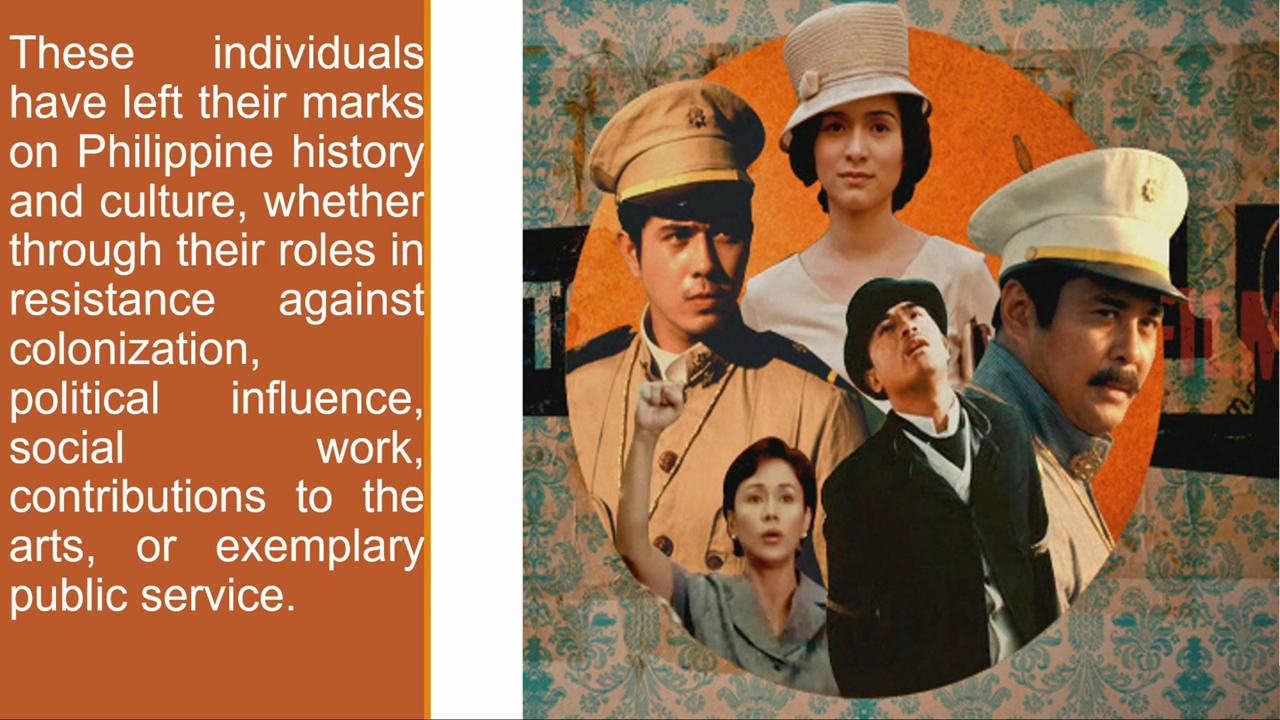 These individuals
have left their marks
on Philippine history
and culture, whether
through their roles in
resistance against
colonization,
political influence,
social work,
contributions to the
arts, or exemplary
public service.